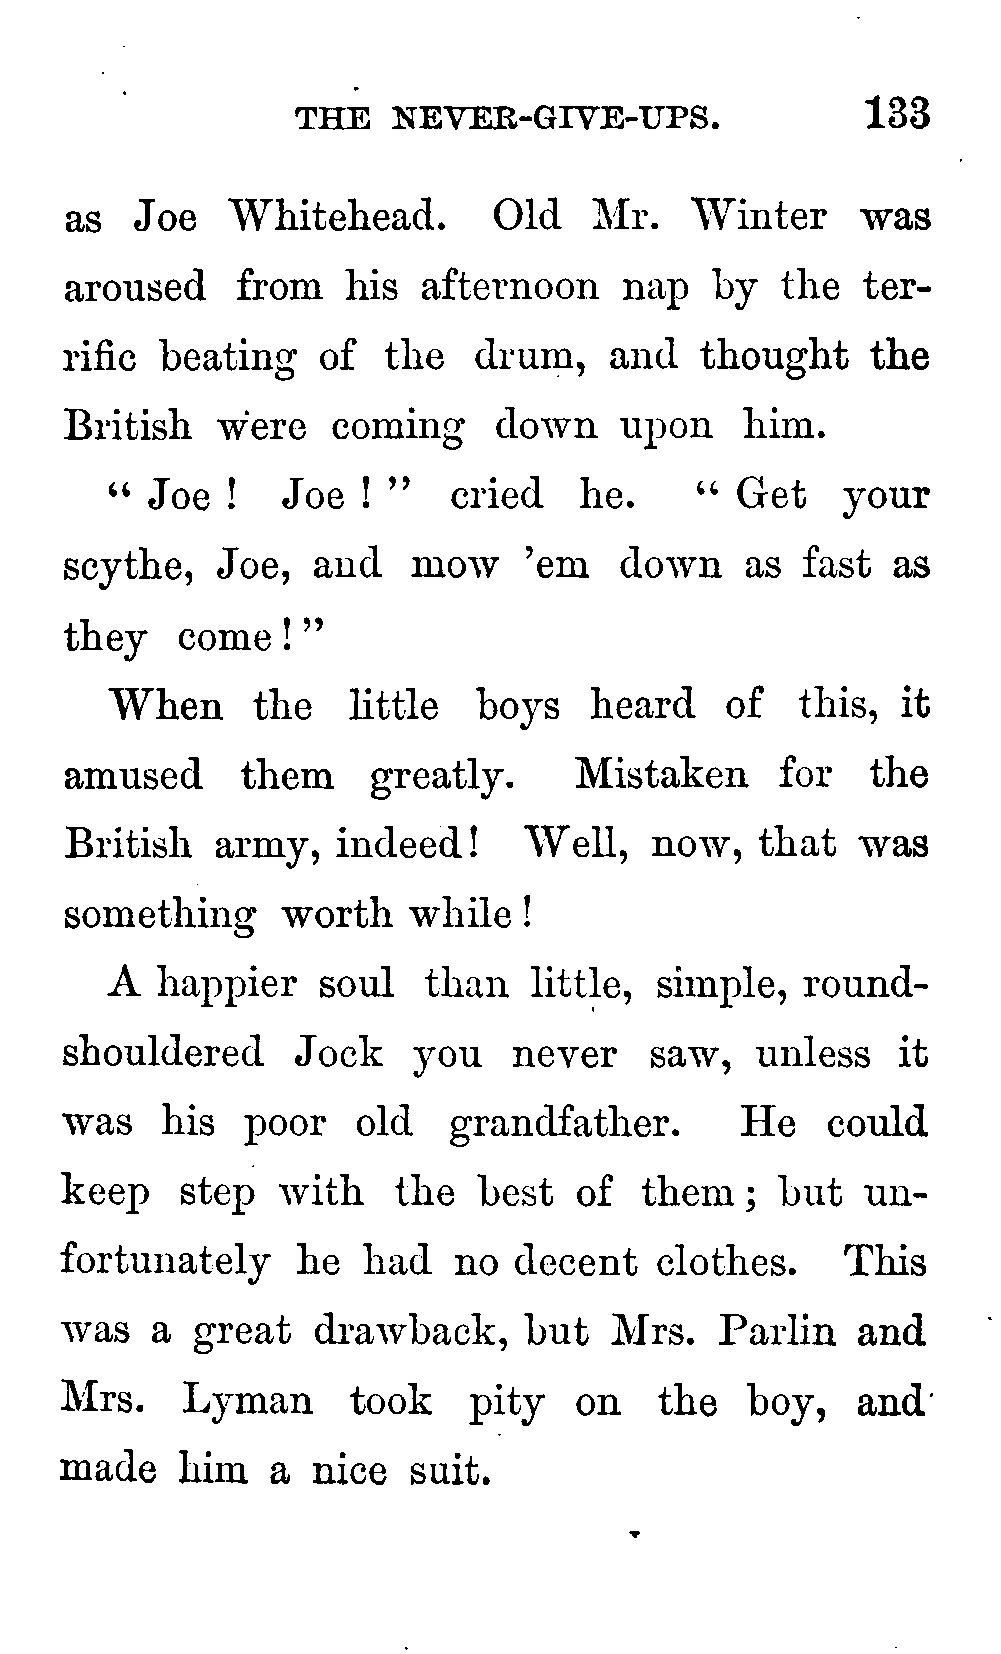 THE NEVER-GIVE-UPS. 133
as Joe Whitehead. Old Mr. Winter was
aroused from his afternoon nap by the ter-
rific beating of the drum, and thought the
British were coming down upon him.
“ Joe ! Joe ! ” cried he. “ Get your
scythe, Joe, and mow ’em down as fast as
they come ! ”
When the little boys heard of this, it
amused them greatly. Mistaken for the
British army, indeed! Well, now, that was
something worth while !
A happier soul than little, simple, round-
shouldered Jock you never saw, unless it
was his poor old grandfather. He could
keep step with the best of them ; but un-
fortunately he had no decent clothes. This
was a great drawback, but Mrs. Parlin and
Mrs. Lyman took pity on the boy, and
made him a nice suit.